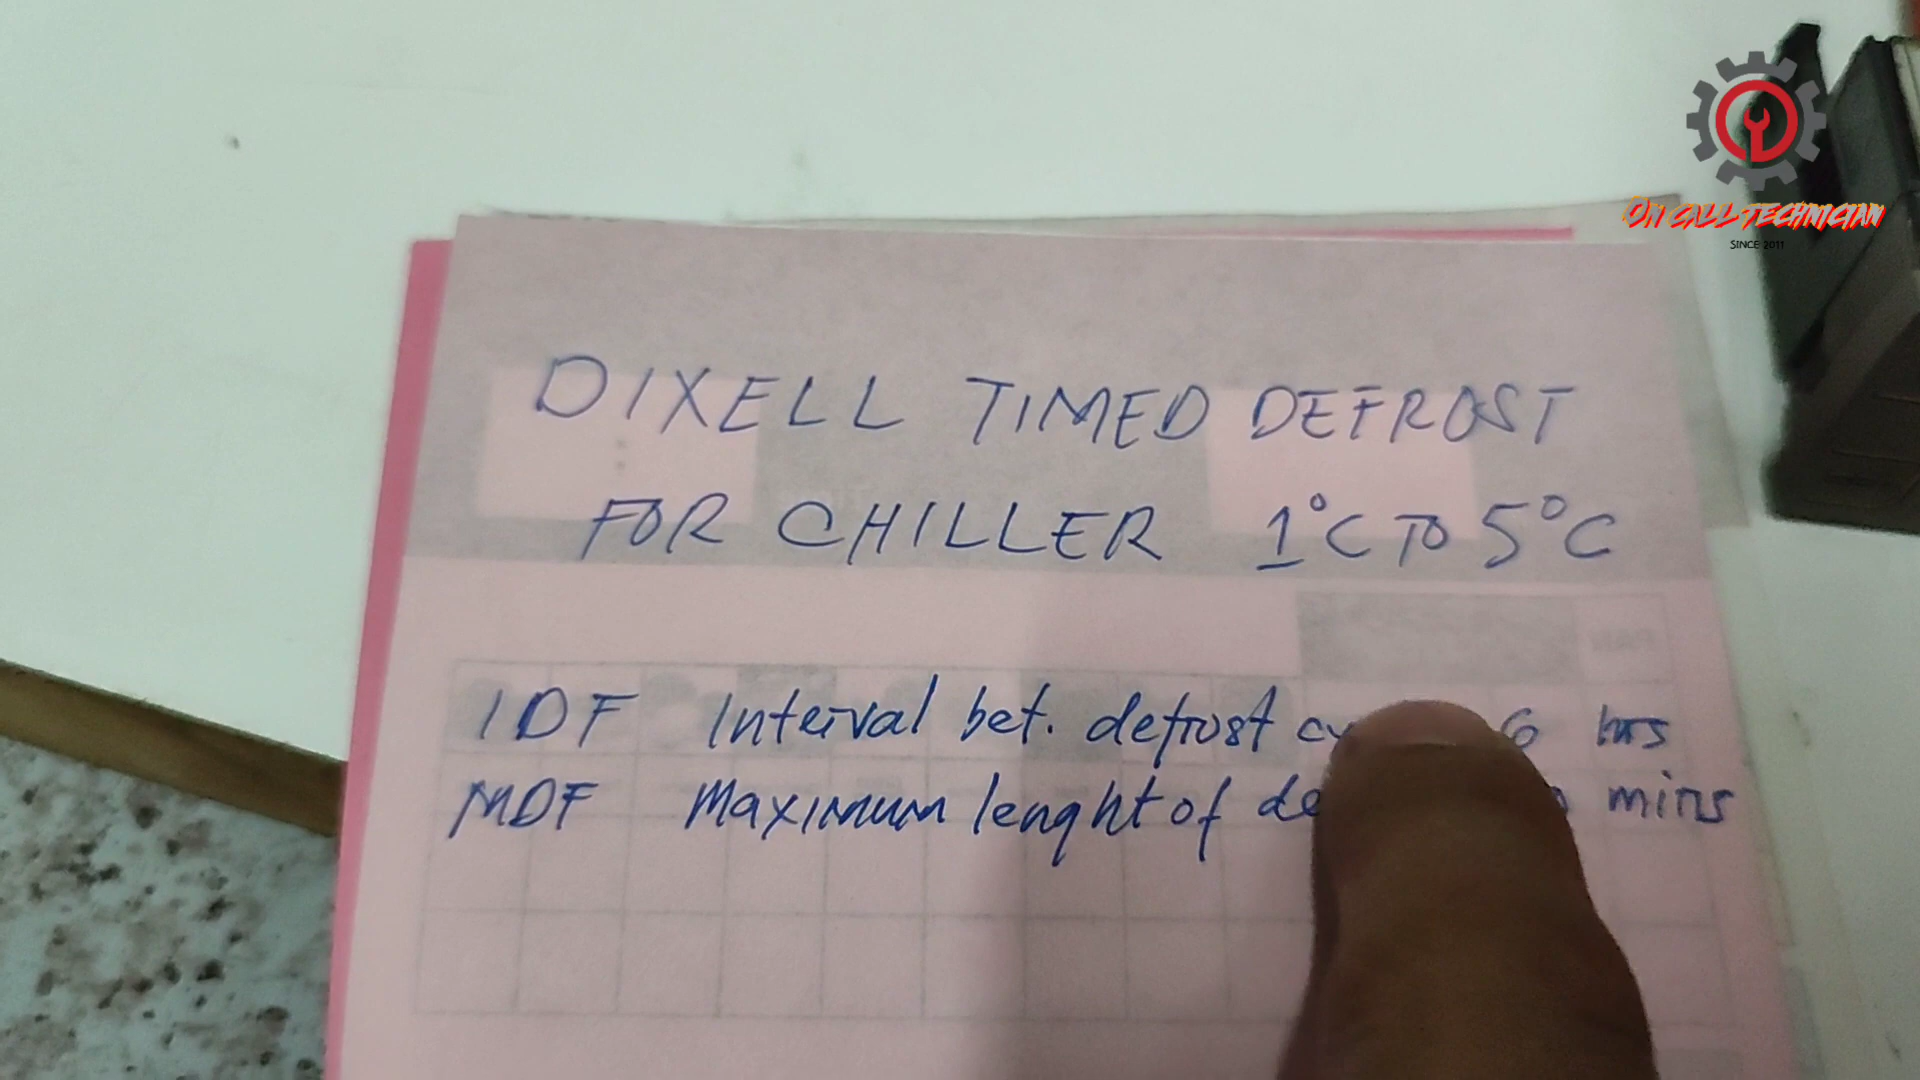 ON CALL TECHNICIAN
SINCE 2011
DIXELL TIMED DEFROST
FOR CHILLER 1°C TO 5°C
IDF Interval bet. defrost 6 hrs
MDF Maximum lenght of mins